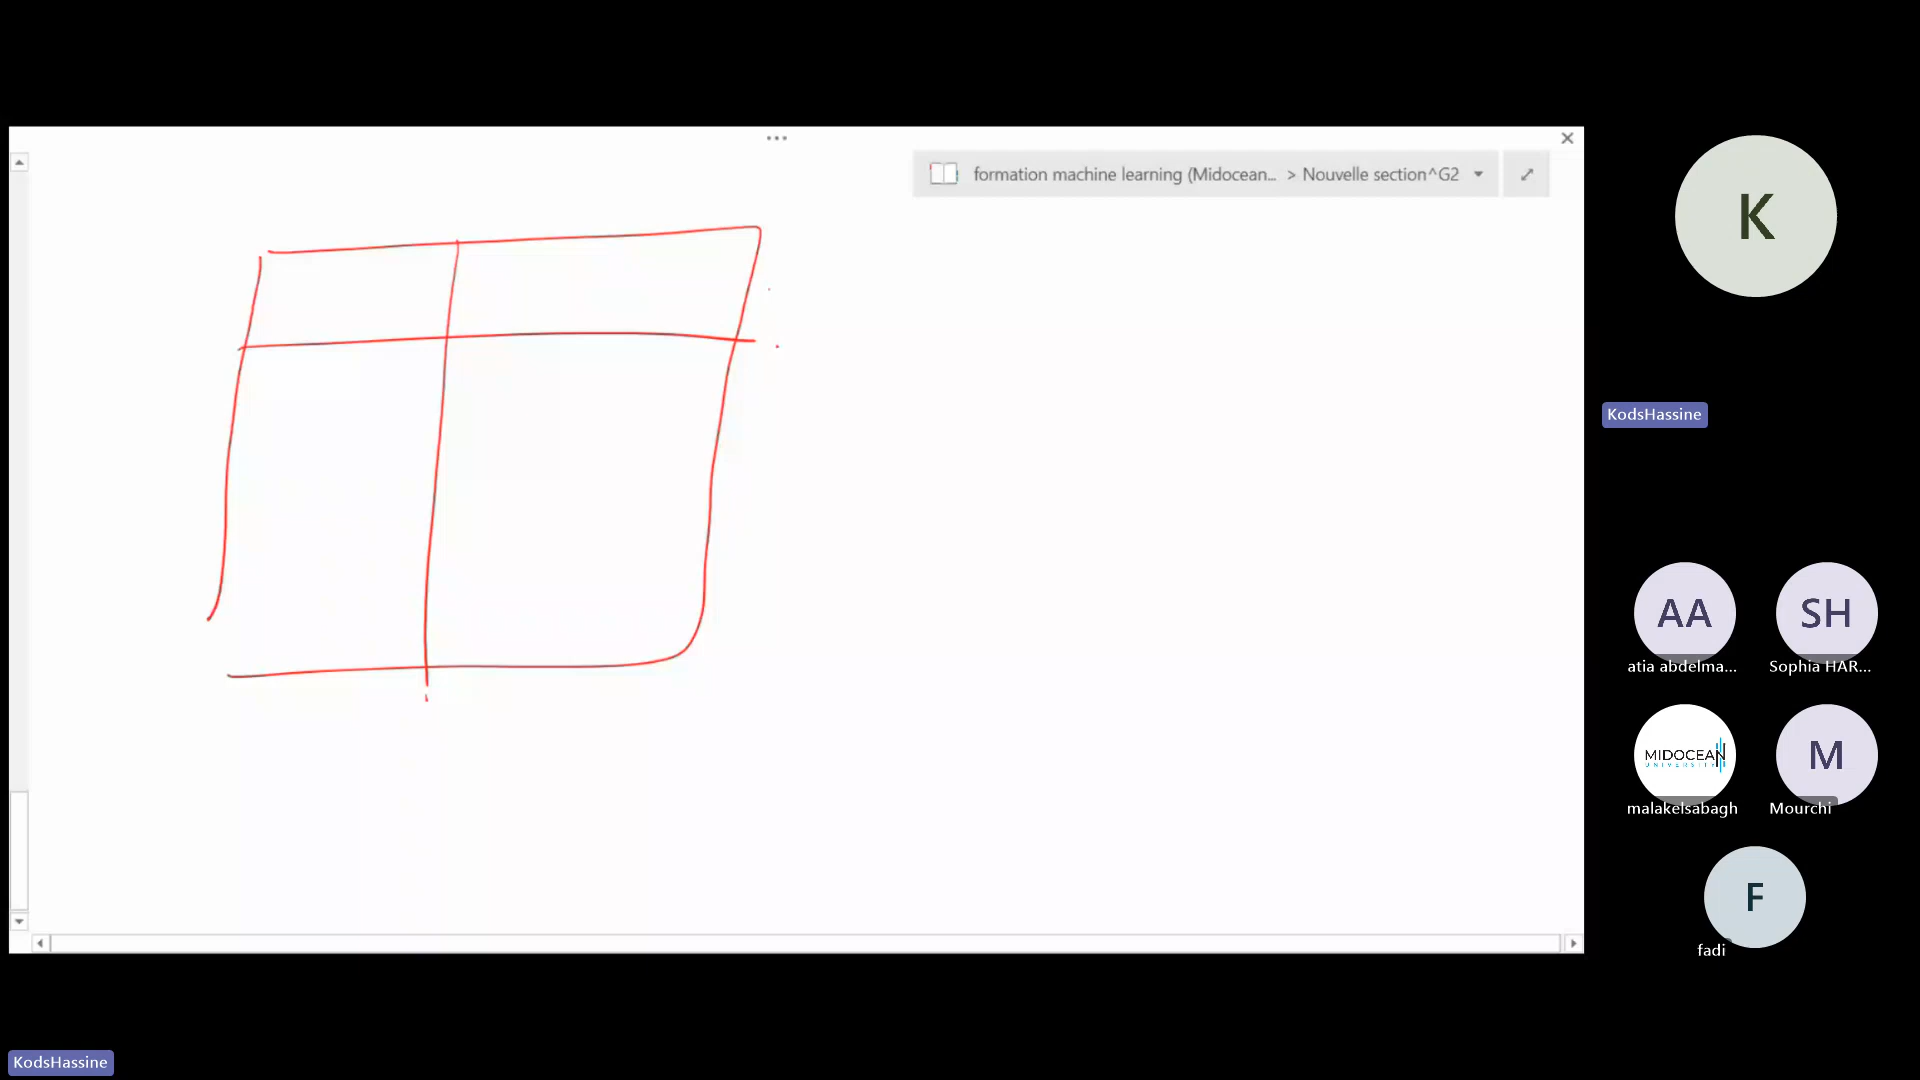 formation machine learning (Midocean... > Nouvelle section^G2
K
KodsHassine
AA
SH
atia abdelma...
Sophia HAR...
MIDOCEAN
UNIVERSITY
M
malakelsabagh
Mourchi
F
fadi
KodsHassine